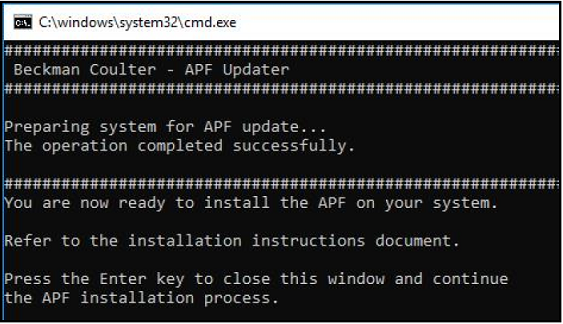 C:\windows\system32\cmd.exe
##########################################################
Beckman Coulter - APF Updater
##########################################################
Preparing system for APF update...
The operation completed successfully.
##########################################################
You are now ready to install the APF on your system.
Refer to the installation instructions document.
Press the Enter key to close this window and continue
the APF installation process.